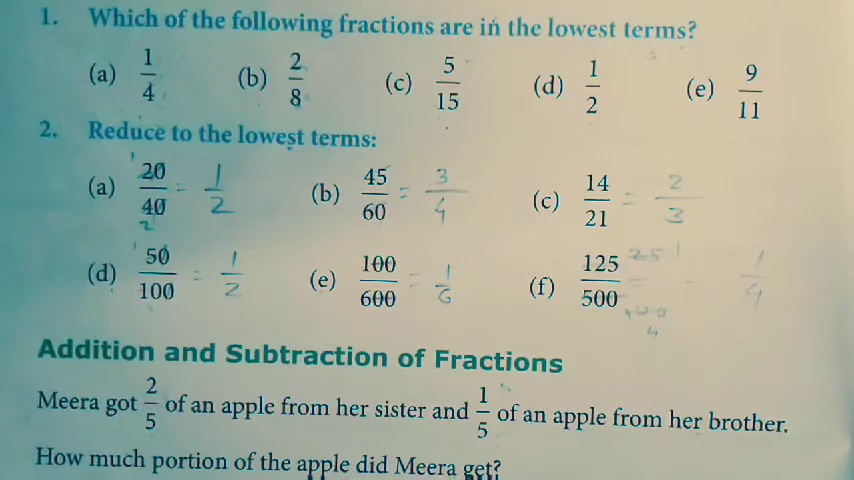 1. Which of the following fractions are in the lowest terms?
(a) 1/4 (b) 2/8 (c) 5/15 (d) 1/2 (e) 9/11
2. Reduce to the lowest terms:
(a) 20/40 = 1/2 (b) 45/60 = 3/4 (c) 14/21 = 2/3
(d) 50/100 = 1/2 (e) 100/600 = 1/6 (f) 125/500 = 25 1/4
Addition and Subtraction of Fractions
Meera got 2/5 of an apple from her sister and 1/5 of an apple from her brother.
How much portion of the apple did Meera get?